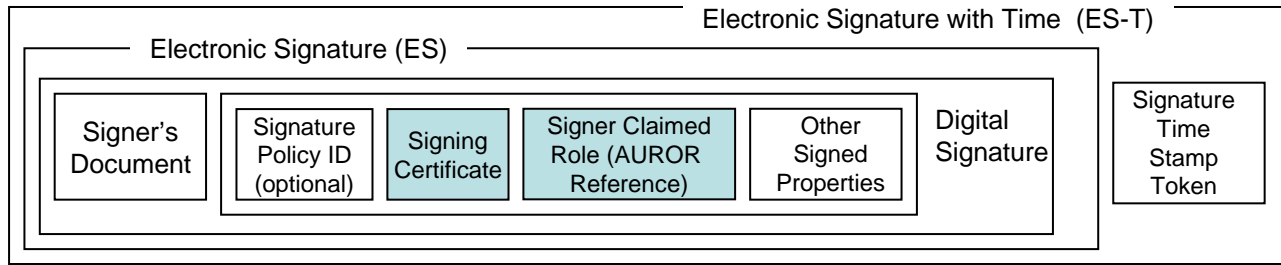 Electronic Signature with Time (ES-T)
Electronic Signature (ES)
Signer's
Document
Signature
Policy ID
(optional)
Signing
Certificate
Signer Claimed
Role (AUROR
Reference)
Other
Signed
Properties
Digital
Signature
Signature
Time
Stamp
Token